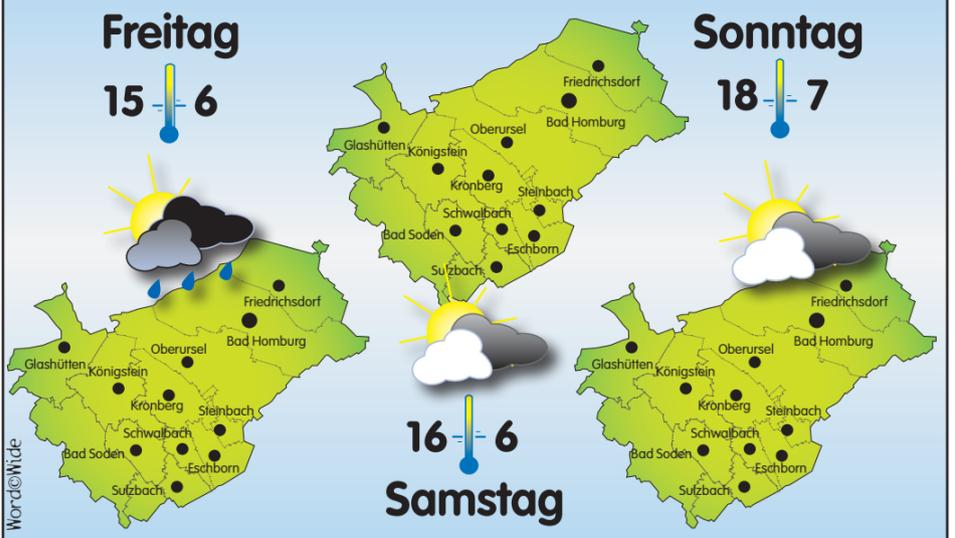 Freitag
15 6
Friedrichsdorf
Bad Homburg
Glashütten
Oberursel
Königstein
Kronberg
Steinbach
Schwalbach
Bad Soden
Eschborn
Sulzbach
Friedrichsdorf
Bad Homburg
Oberursel
Glashütten
Königstein
Kronberg
Steinbach
Schwalbach
Bad Soden
Eschborn
Sulzbach
16 6
Samstag
Sonntag
18 7
Friedrichsdorf
Bad Homburg
Glashütten
Oberursel
Königstein
Kronberg
Steinbach
Schwalbach
Bad Soden
Eschborn
Sulzbach
Word©Wide